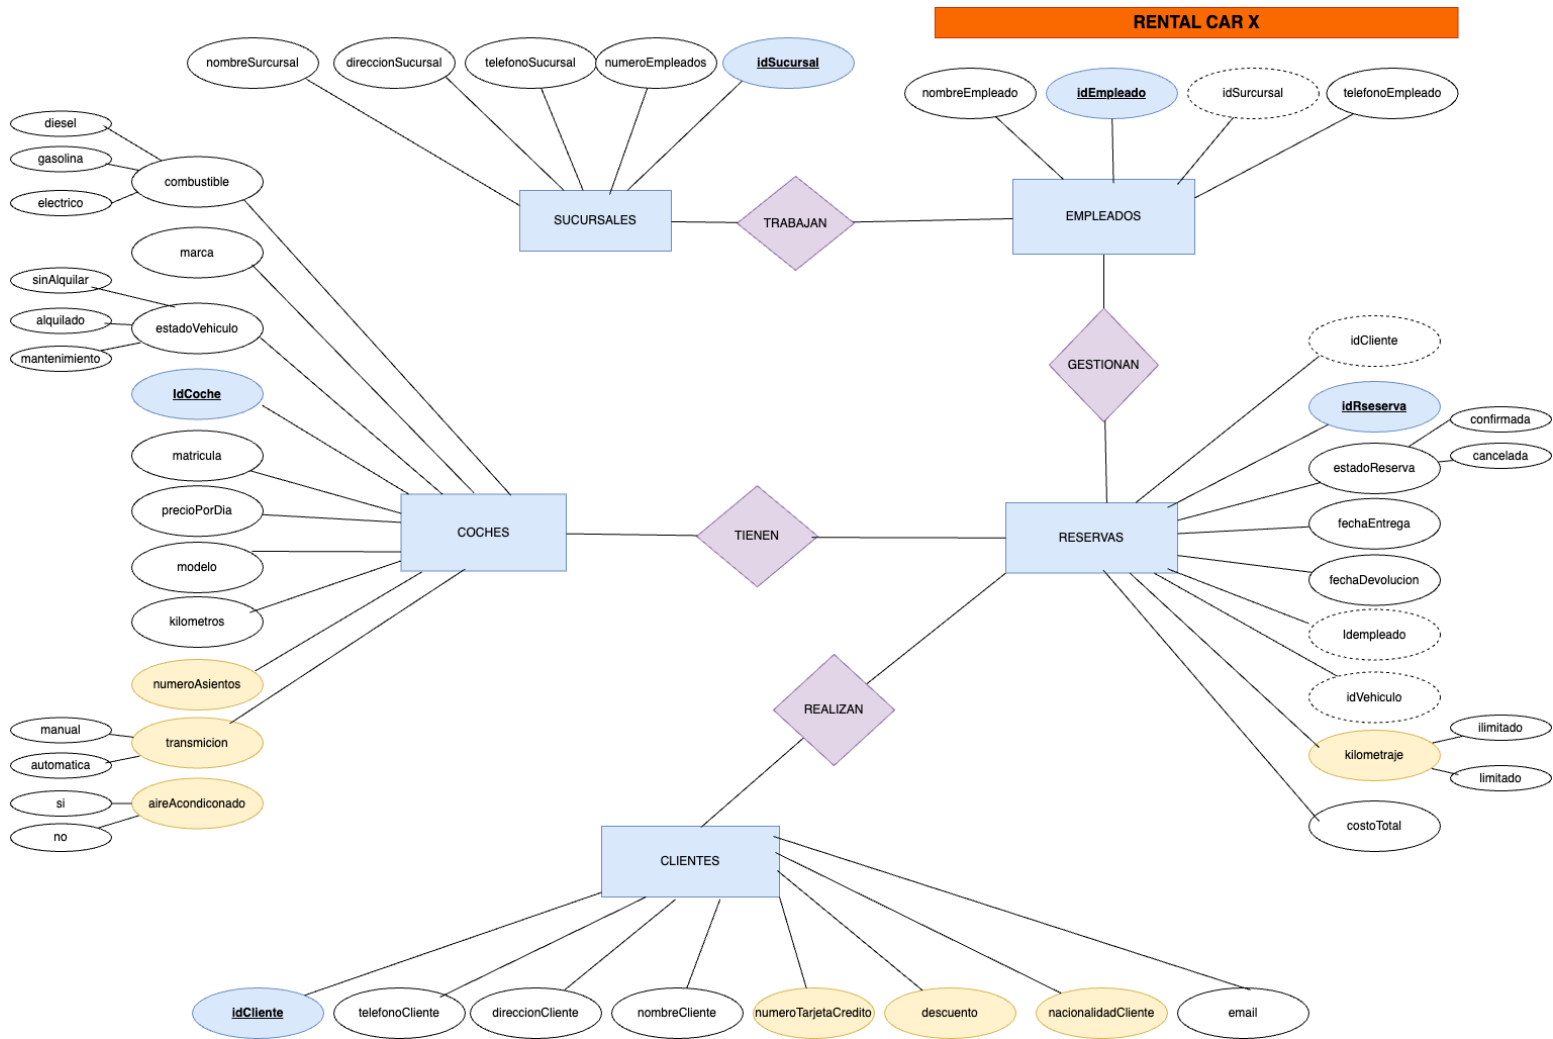 RENTAL CAR X
nombreSurcursal
direccionSucursal
telefonoSucursal
numeroEmpleados
idSucursal
nombreEmpleado
idEmpleado
idSurcursal
telefonoEmpleado
diesel
gasolina
electrico
combustible
SUCURSALES
TRABAJAN
EMPLEADOS
marca
sinAlquilar
alquilado
mantenimiento
estadoVehiculo
GESTIONAN
idCliente
IdCoche
idRseserva
confirmada
cancelada
estadoReserva
matricula
precioPorDia
fechaEntrega
COCHES
TIENEN
RESERVAS
modelo
fechaDevolucion
kilometros
Idempleado
numeroAsientos
idVehiculo
REALIZAN
manual
automatica
transmicion
ilimitado
limitado
kilometraje
si
no
aireAcondiconado
costoTotal
CLIENTES
idCliente
telefonoCliente
direccionCliente
nombreCliente
numeroTarjetaCredito
descuento
nacionalidadCliente
email